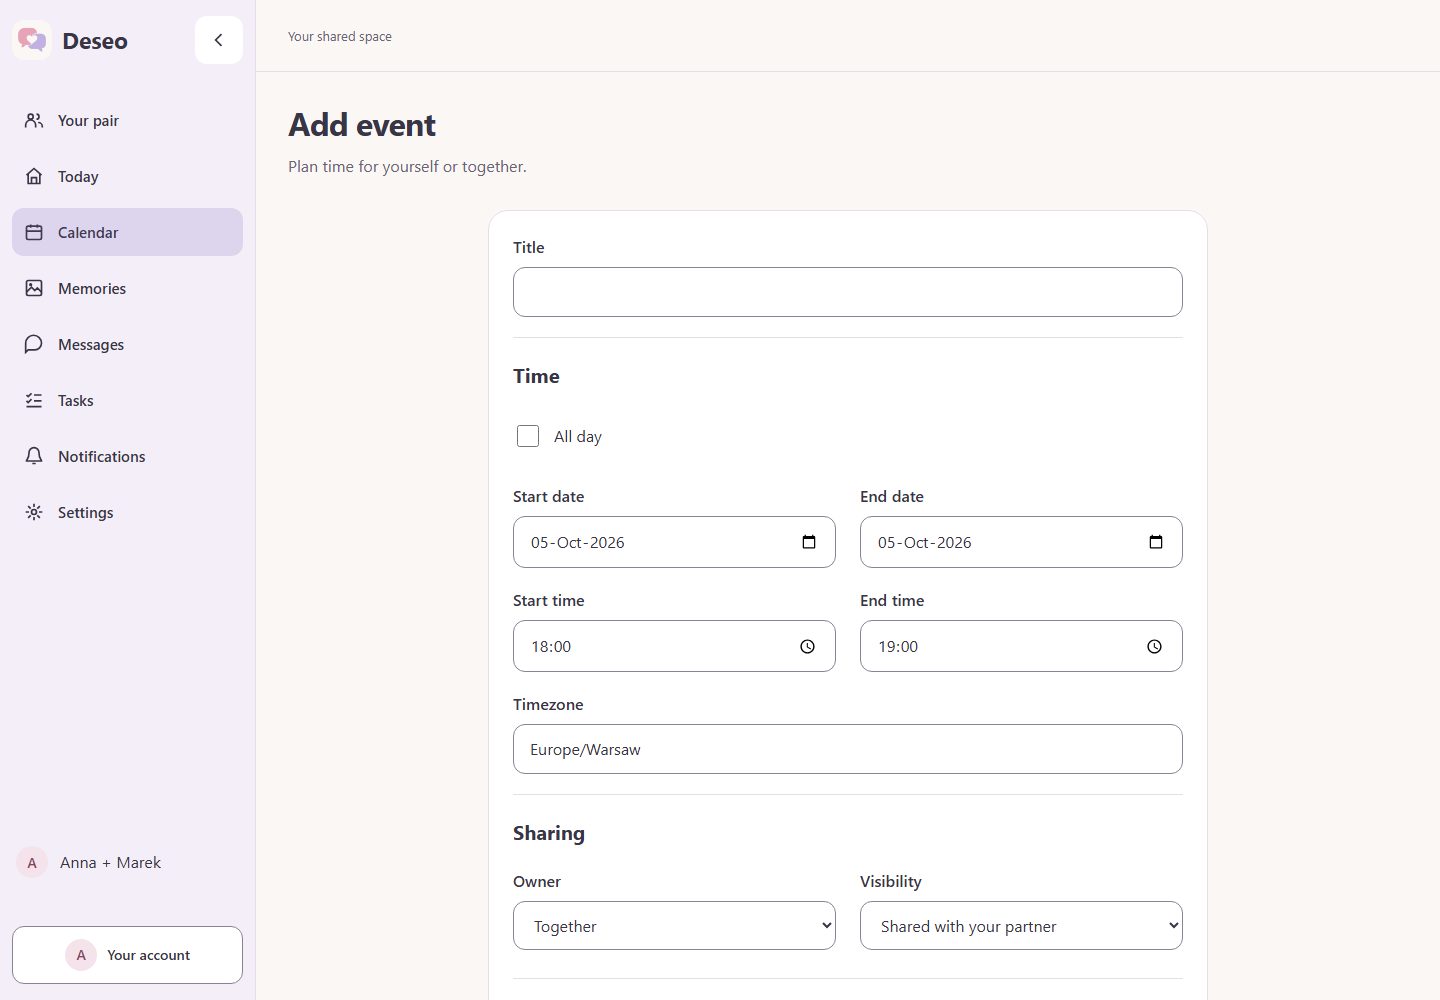 Deseo
Your pair
Today
Calendar
Memories
Messages
Tasks
Notifications
Settings
A Anna + Marek
A Your account
Your shared space
Add event
Plan time for yourself or together.
Title
Time
All day
Start date End date
05-Oct-2026 05-Oct-2026
Start time End time
18:00 19:00
Timezone
Europe/Warsaw
Sharing
Owner Visibility
Together Shared with your partner